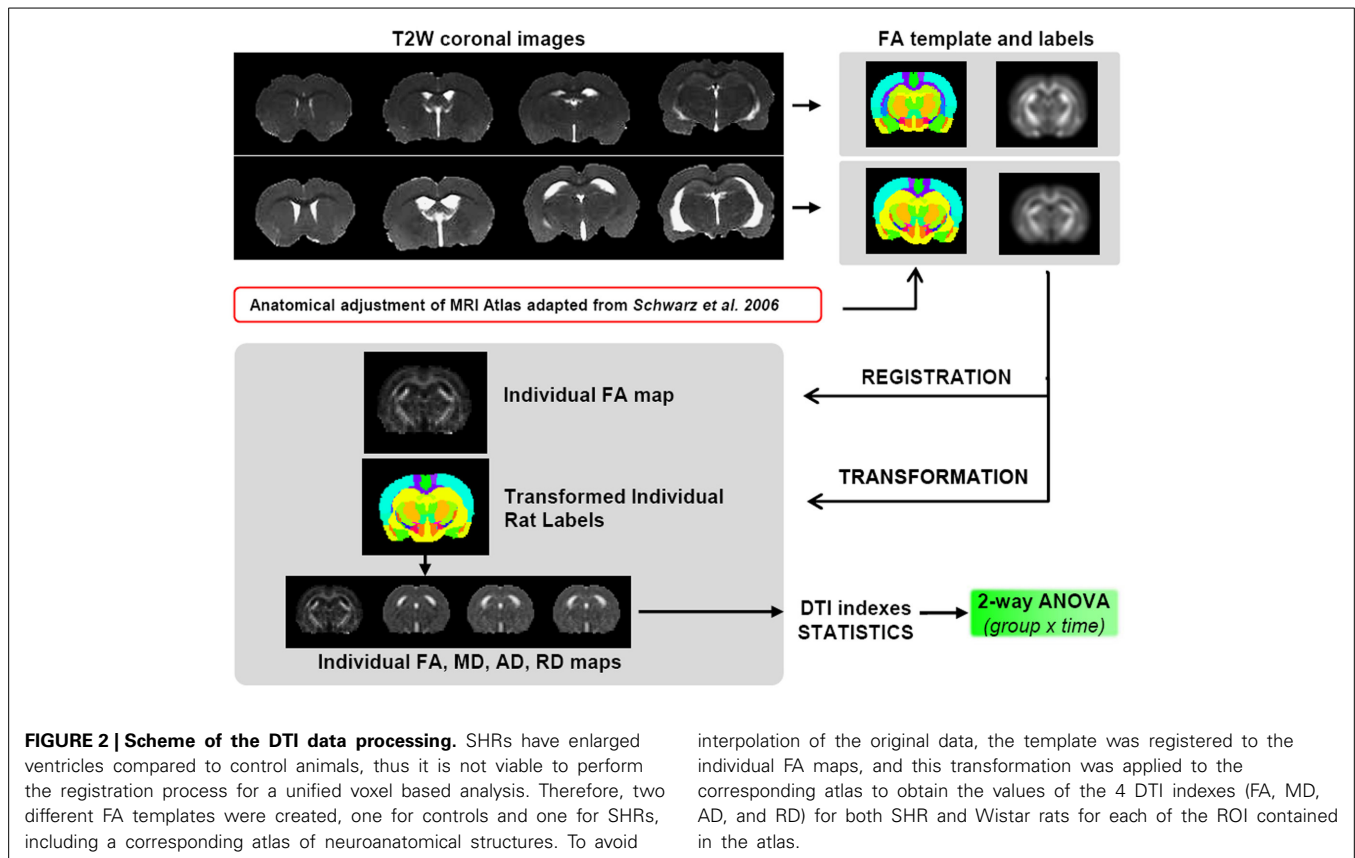 T2W coronal images
FA template and labels
Anatomical adjustment of MRI Atlas adapted from Schwarz et al. 2006
REGISTRATION
Individual FA map
TRANSFORMATION
Transformed Individual
Rat Labels
Individual FA, MD, AD, RD maps
DTI indexes
STATISTICS
2-way ANOVA
(group x time)
FIGURE 2 | Scheme of the DTI data processing. SHRs have enlarged
ventricles compared to control animals, thus it is not viable to perform
the registration process for a unified voxel based analysis. Therefore, two
different FA templates were created, one for controls and one for SHRs,
including a corresponding atlas of neuroanatomical structures. To avoid
interpolation of the original data, the template was registered to the
individual FA maps, and this transformation was applied to the
corresponding atlas to obtain the values of the 4 DTI indexes (FA, MD,
AD, and RD) for both SHR and Wistar rats for each of the ROI contained
in the atlas.